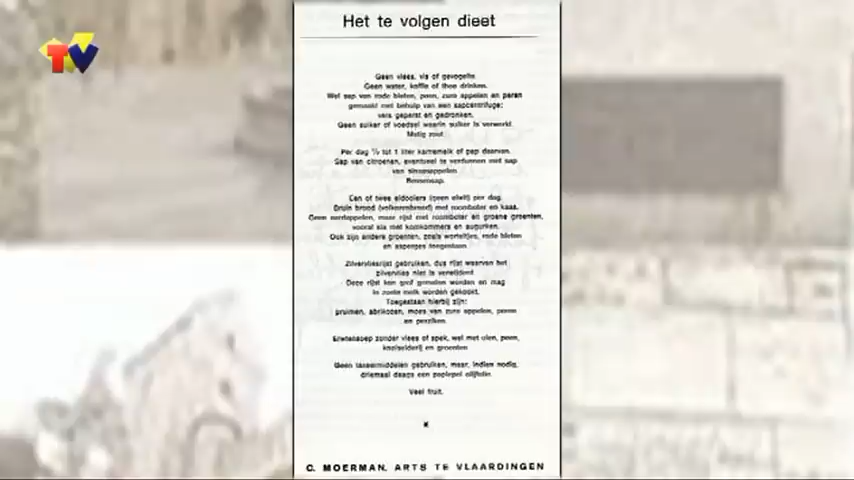 TV
Het te volgen dieet
Geen vlees, vis of gevogelte.
Geen water, koffie of thee drinken.
Wel sap van rode bieten, peen, zure appelen en peren
gemaakt met behulp van een sapcentrifuge:
vers geperst en gedronken.
Geen suiker of voedsel waarin suiker is verwerkt.
Matig zout.
Per dag ½ tot 1 liter karnemelk of pap daarvan.
Sap van citroenen, eventueel te verdunnen met sap
van sinaasappelen.
Bessensap.
Een of twee eidooiers (geen eiwit) per dag.
Bruin brood (volkorenbrood) met roomboter en kaas.
Geen aardappelen, maar rijst met roomboter en groene groenten,
vooral sla met komkommers en augurken.
Ook zijn andere groenten, zoals worteltjes, rode bieten
en asperges toegestaan.
Zilvervliesrijst gebruiken, dus rijst waarvan het
zilvervlies niet is verwijderd.
Deze rijst kan grof gemalen worden en mag
in zoete melk worden gekookt.
Toegestaan hierbij zijn:
pruimen, abrikozen, moes van zure appelen, peren
en perziken.
Erwtensoep zonder vlees of spek, wel met uien, peen,
knolselderij en groenten
Geen laxeermiddelen gebruiken, maar, indien nodig,
driemaal daags een paplepel olijfolie.
Veel fruit.
*
C. MOERMAN, ARTS TE VLAARDINGEN